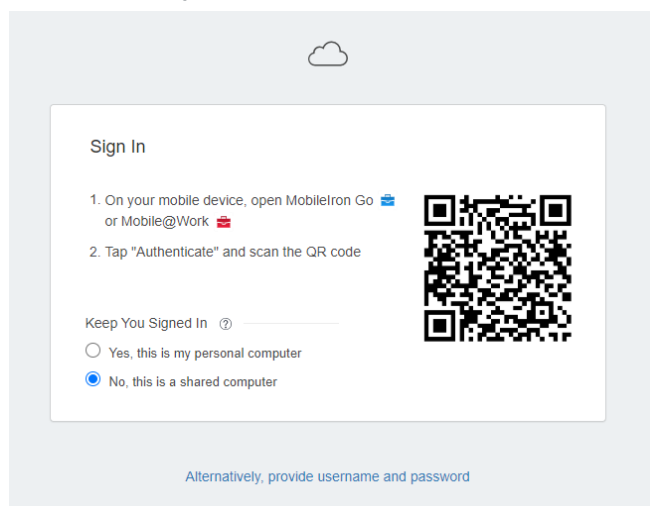 Sign In
1. On your mobile device, open MobileIron Go
or Mobile@Work
2. Tap "Authenticate" and scan the QR code
Keep You Signed In ?
Yes, this is my personal computer
No, this is a shared computer
Alternatively, provide username and password